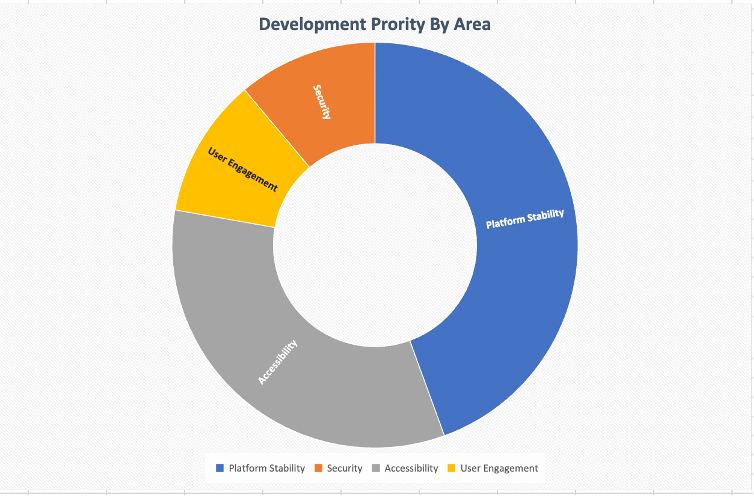 Development Prority By Area
Security
User Engagement
Platform Stability
Accessibility
Platform Stability Security Accessibility User Engagement